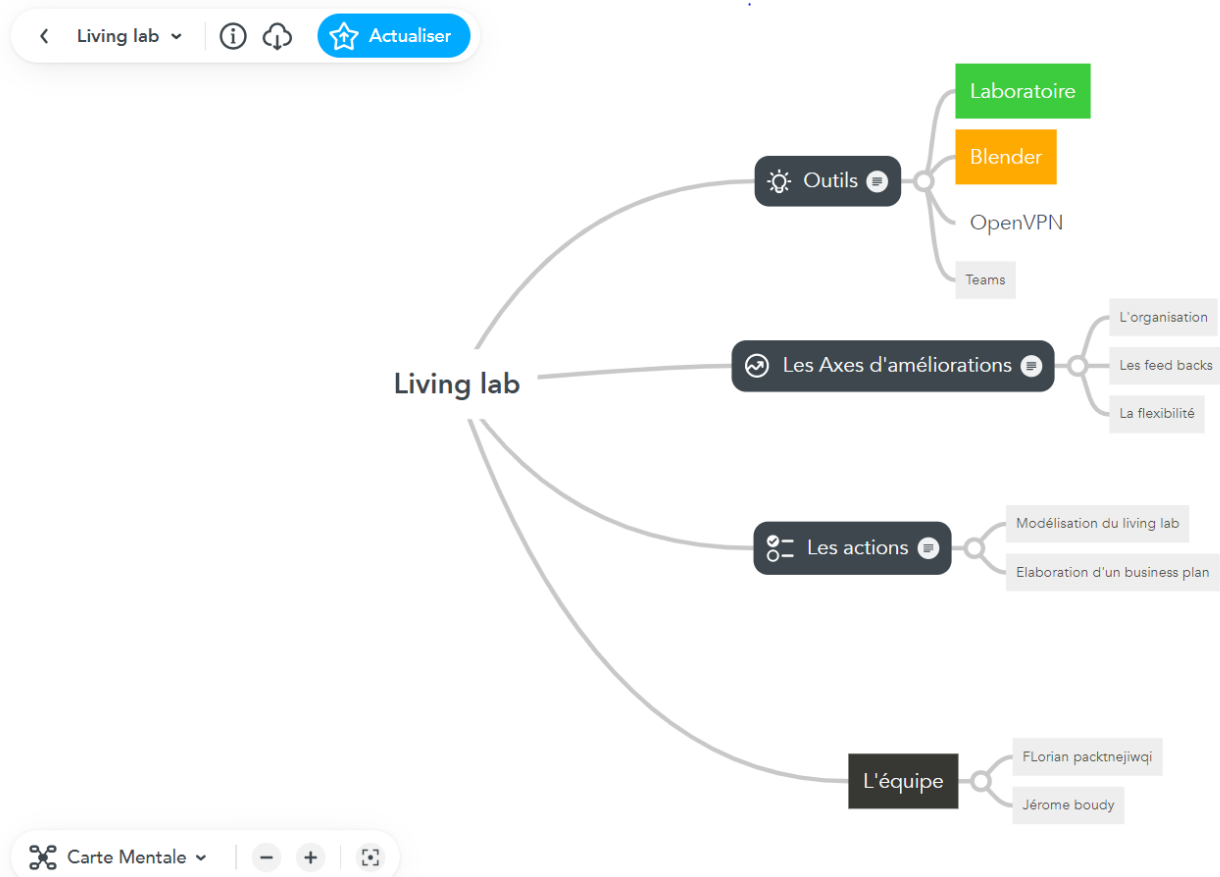 Living lab
Actualiser
Laboratoire
Blender
Outils
OpenVPN
Teams
L'organisation
Les Axes d'améliorations
Les feed backs
La flexibilité
Living lab
Modélisation du living lab
Les actions
Elaboration d'un business plan
FLorian packtnejiwqi
L'équipe
Jérome boudy
Carte Mentale